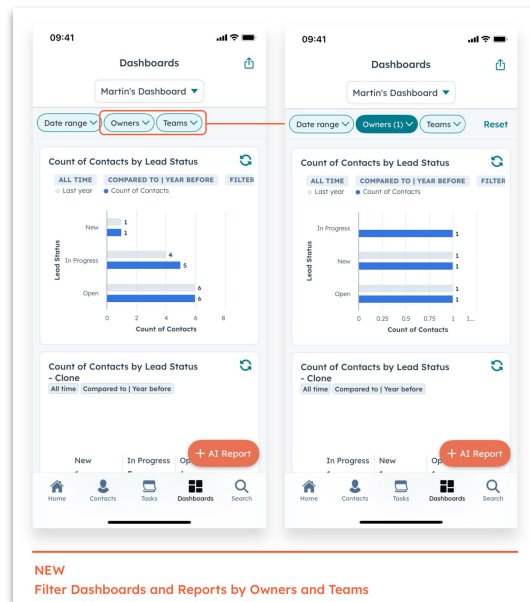 09:41
Dashboards
Martin's Dashboard
Date range Owners Teams
Count of Contacts by Lead Status
ALL TIME COMPARED TO | YEAR BEFORE FILTER
Last year Count of Contacts
Lead Status
New 1
1
In Progress 4
5
Open 6
6
0 2 4 6 8
Count of Contacts
Count of Contacts by Lead Status
- Clone
All time Compared to | Year before
New In Progress Op
+ AI Report
Home Contacts Tasks Dashboards Search
09:41
Dashboards
Martin's Dashboard
Date range Owners (1) Teams Reset
Count of Contacts by Lead Status
ALL TIME COMPARED TO | YEAR BEFORE FILTER
Last year Count of Contacts
Lead Status
In Progress 1
New 1
1
Open 1
1
0 0.25 0.5 0.75 1 1...
Count of Contacts
Count of Contacts by Lead Status
- Clone
All time Compared to | Year before
In Progress New Op
+ AI Report
Home Contacts Tasks Dashboards Search
NEW
Filter Dashboards and Reports by Owners and Teams